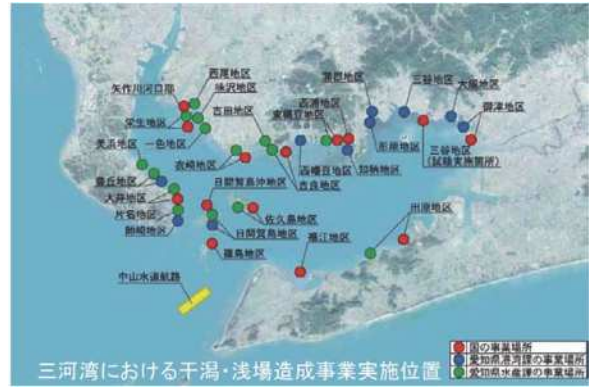 西尾地区
矢作川河口部
味沢地区
栄生地区
吉田地区
東幡豆地区
西浦地区
蒲郡地区
三谷地区
大塚地区
御津地区
美浜地区
一色地区
衣崎地区
吉良地区
西幡豆地区
知柄地区
形原地区
三谷地区
(試験実施箇所)
豊丘地区
大井地区
片名地区
師崎地区
日間賀島沖地区
佐久島地区
日間賀島地区
篠島地区
福江地区
田原地区
中山水道航路
国の事業場所
愛知県港湾課の事業場所
愛知県水産課の事業場所
三河湾における干潟・浅場造成事業実施位置